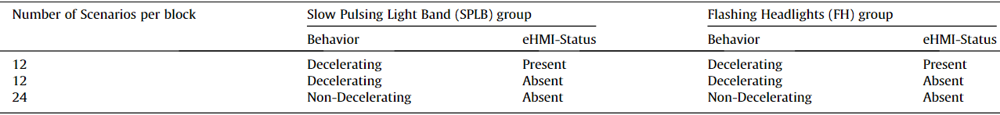 Number of Scenarios per block Slow Pulsing Light Band (SPLB) group Flashing Headlights (FH) group
Behavior eHMI-Status Behavior eHMI-Status
12 Decelerating Present Decelerating Present
12 Decelerating Absent Decelerating Absent
24 Non-Decelerating Absent Non-Decelerating Absent